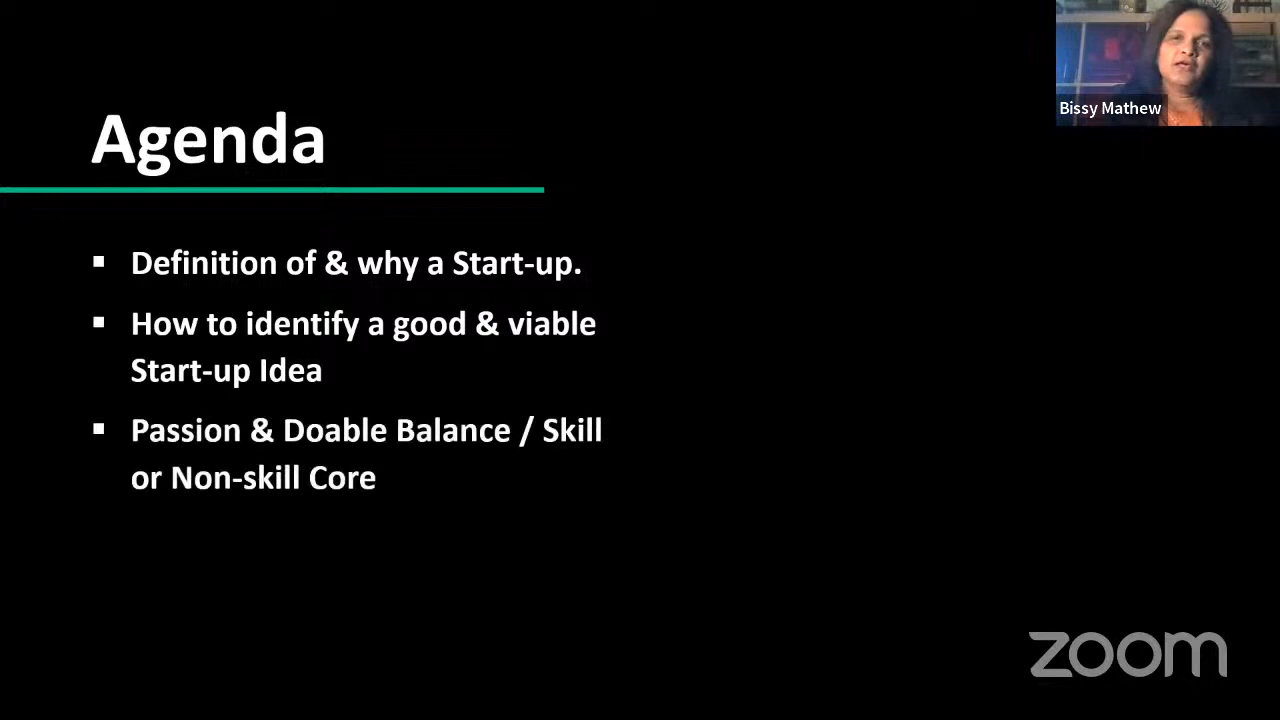 Agenda
Bissy Mathew
▪ Definition of & why a Start-up.
▪ How to identify a good & viable
Start-up Idea
▪ Passion & Doable Balance / Skill
or Non-skill Core
zoom